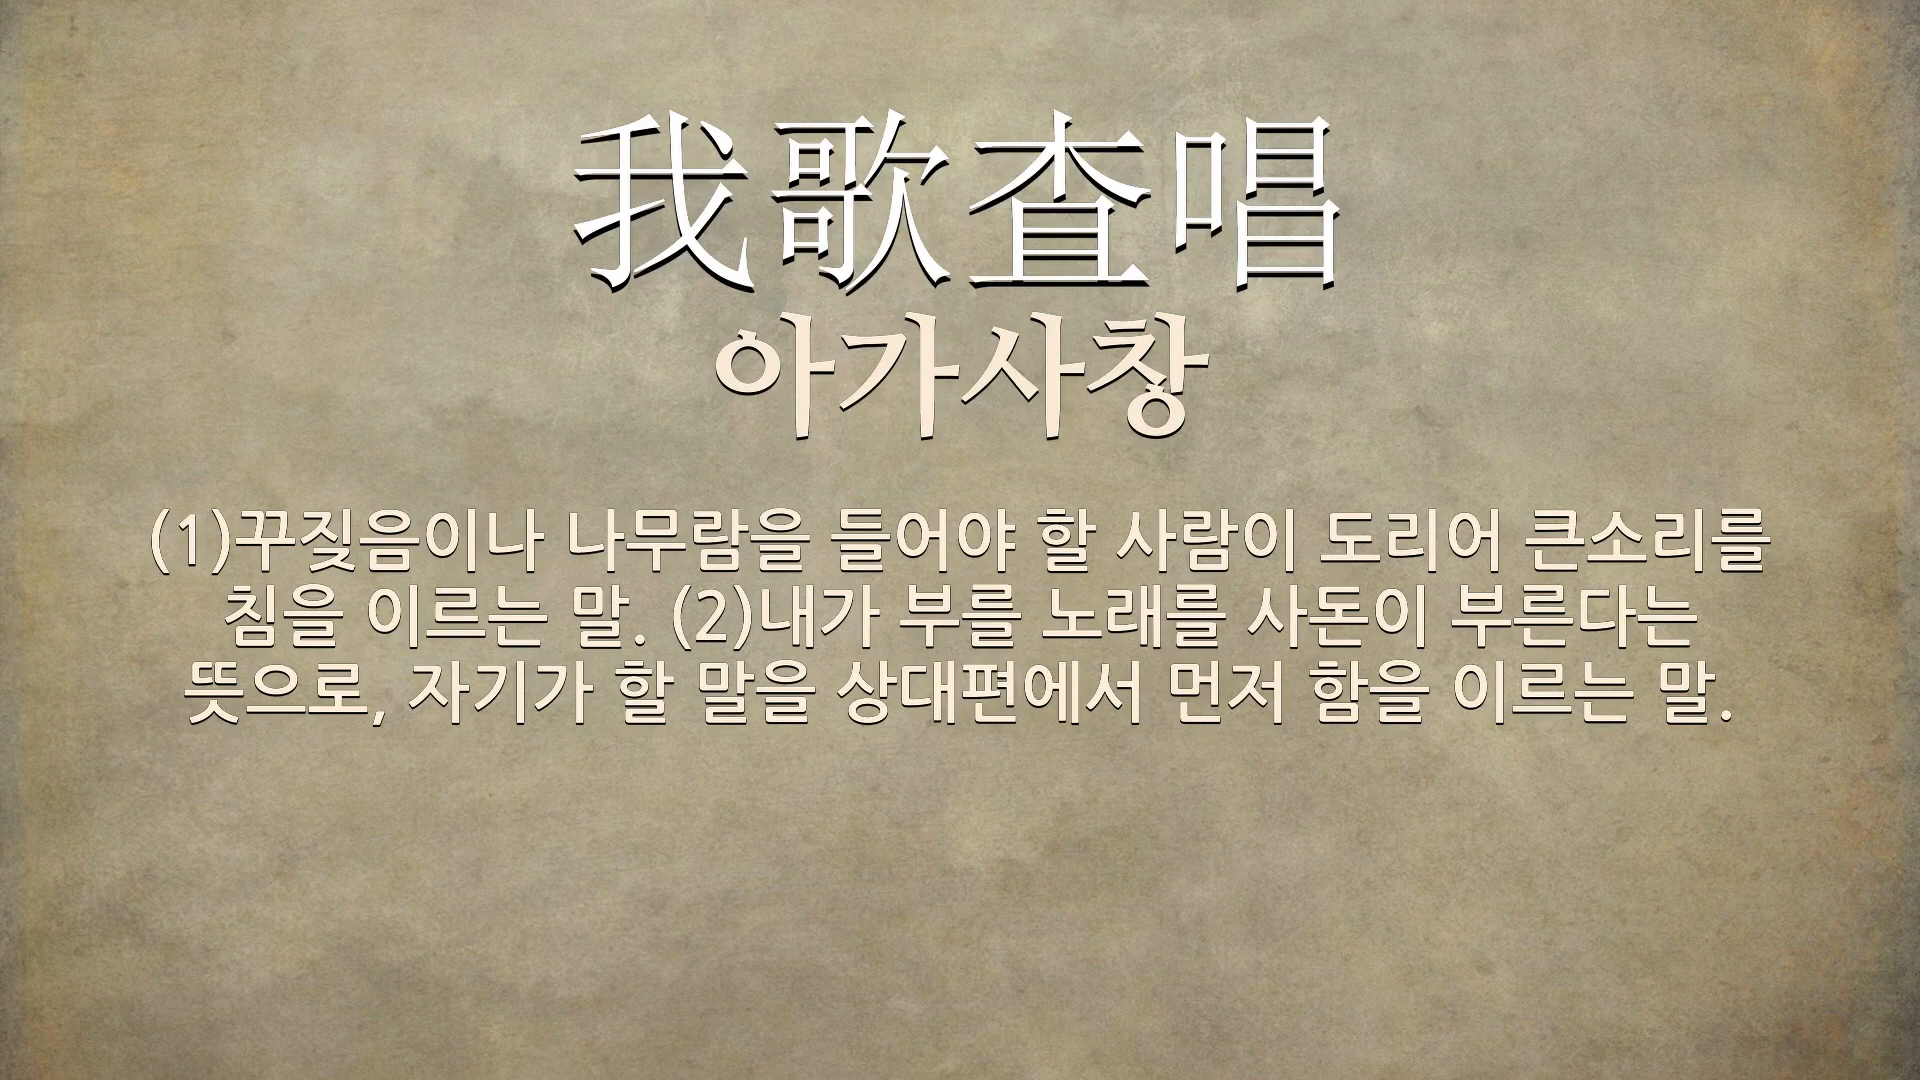 我歌査唱
아가사창
(1)꾸짖음이나 나무람을 들어야 할 사람이 도리어 큰소리를
침을 이르는 말. (2)내가 부를 노래를 사돈이 부른다는
뜻으로, 자기가 할 말을 상대편에서 먼저 함을 이르는 말.